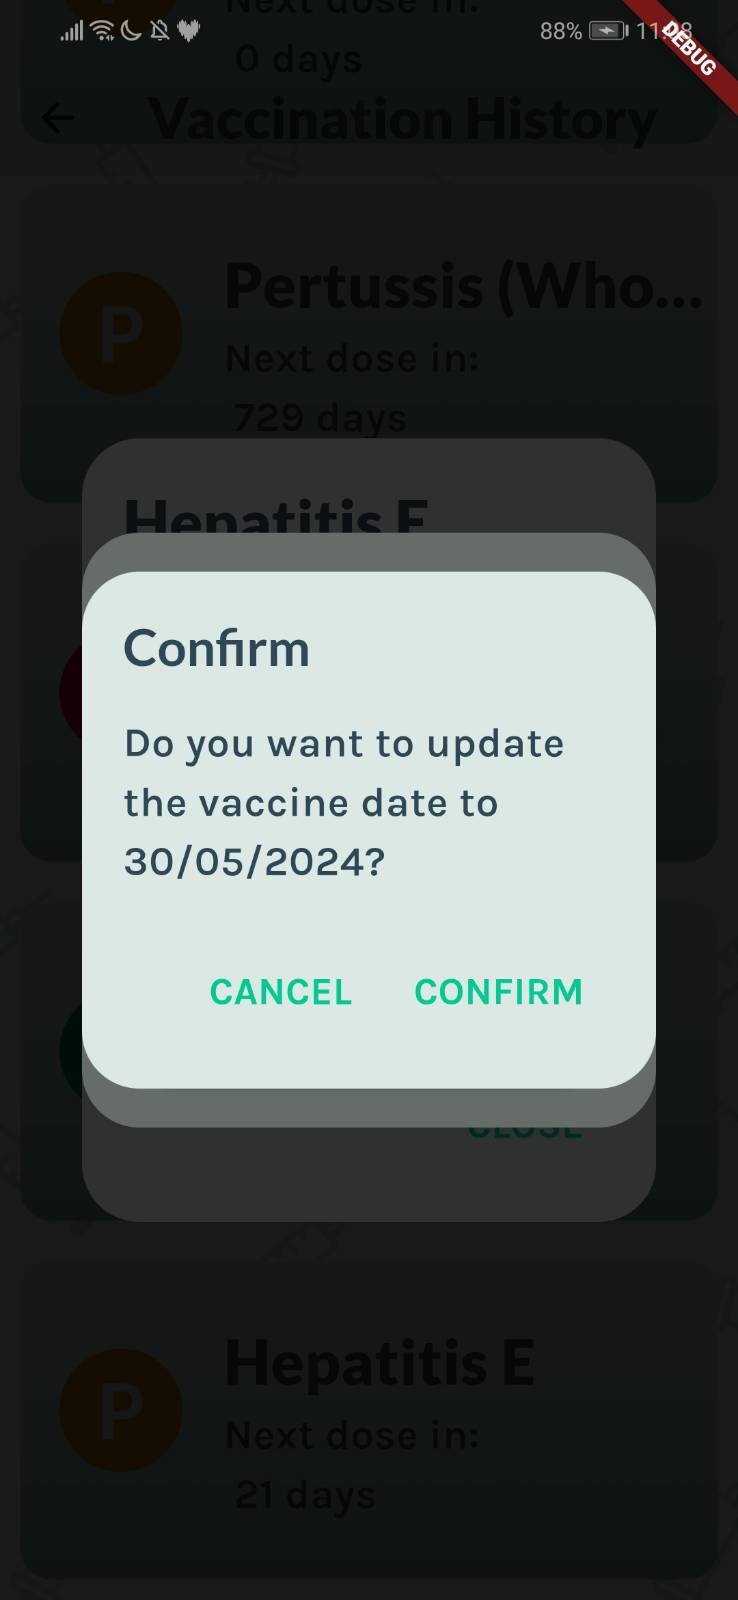 Next dose in:
88%
DEBUG
0 days
Vaccination History
P
Pertussis (Who...
Next dose in:
729 days
Hepatitis E
Confirm
Do you want to update
the vaccine date to
30/05/2024?
CANCEL CONFIRM
CLOSE
P
Hepatitis E
Next dose in:
21 days